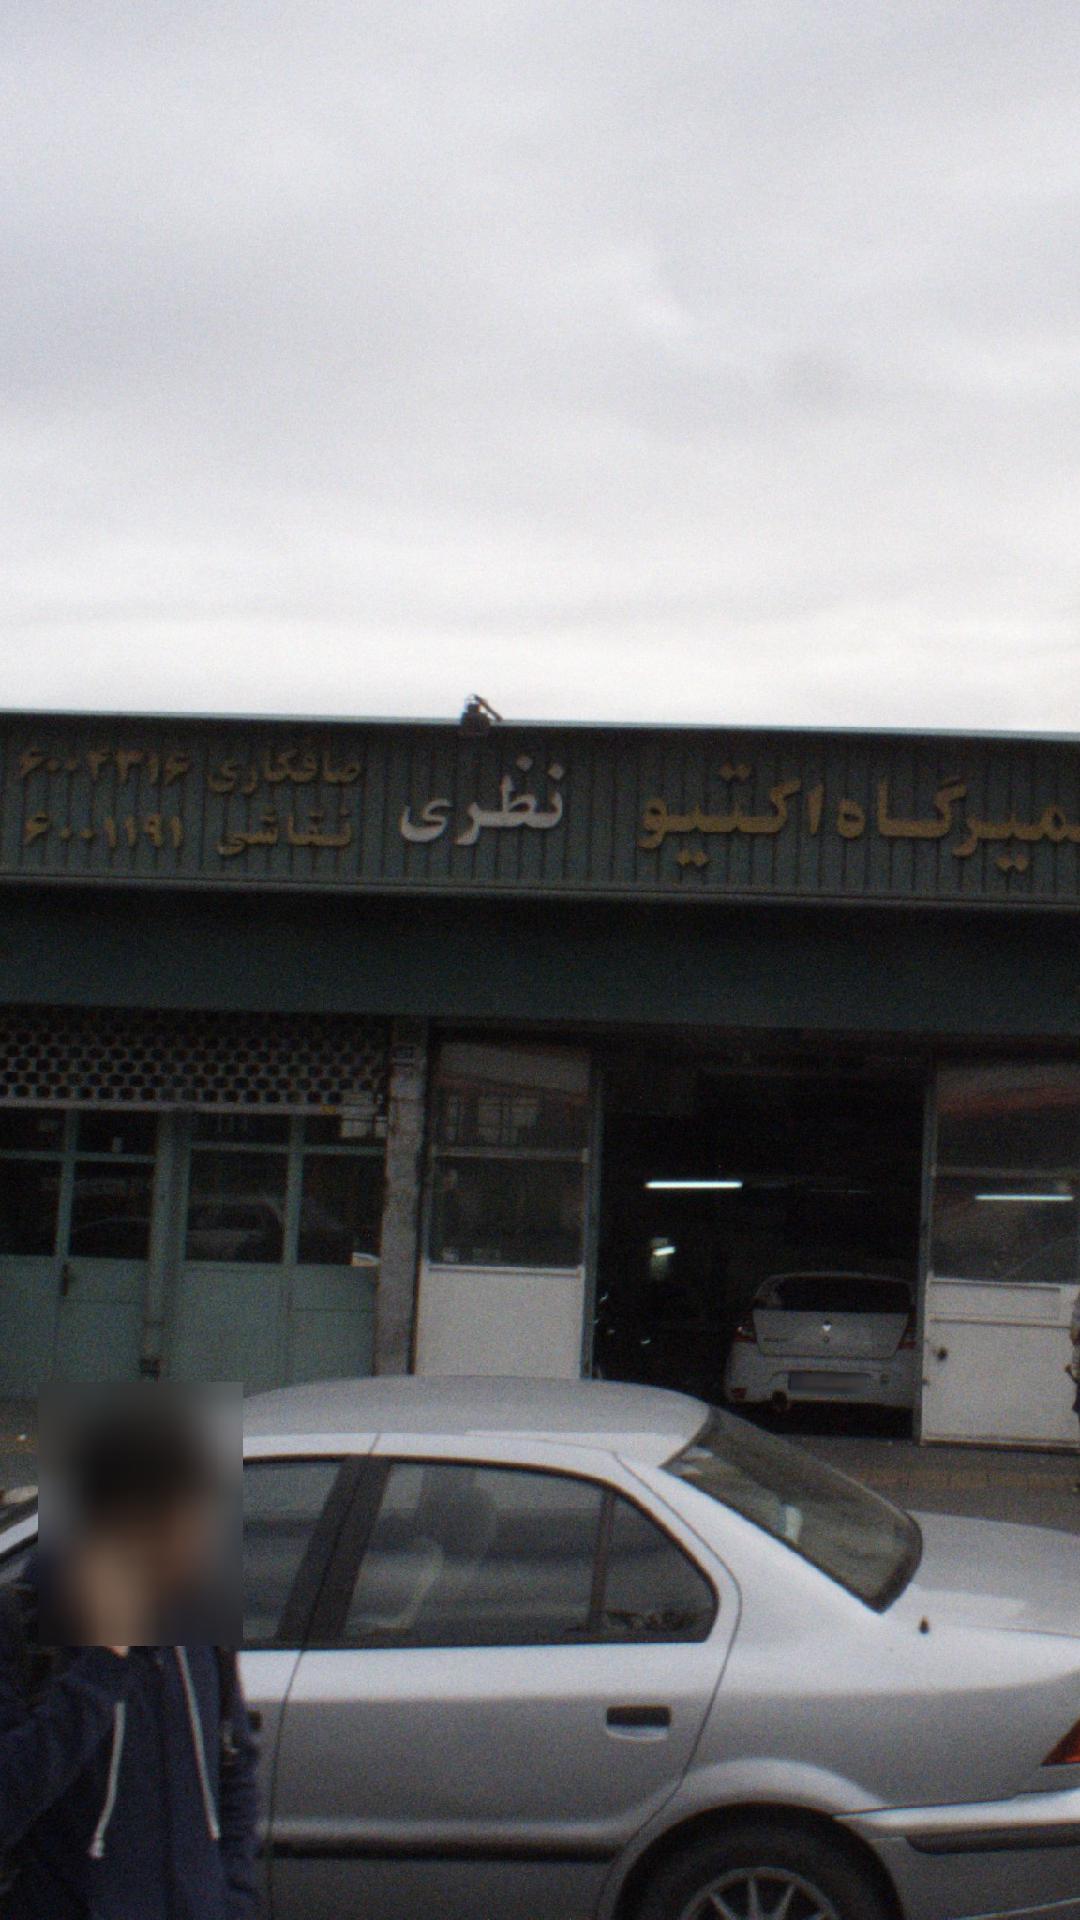 تعمیرگاه اکتیو
نظری
صافکاری ۶۰۰۴۳۱۶
نقاشی ۶۰۰۱۱۹۱